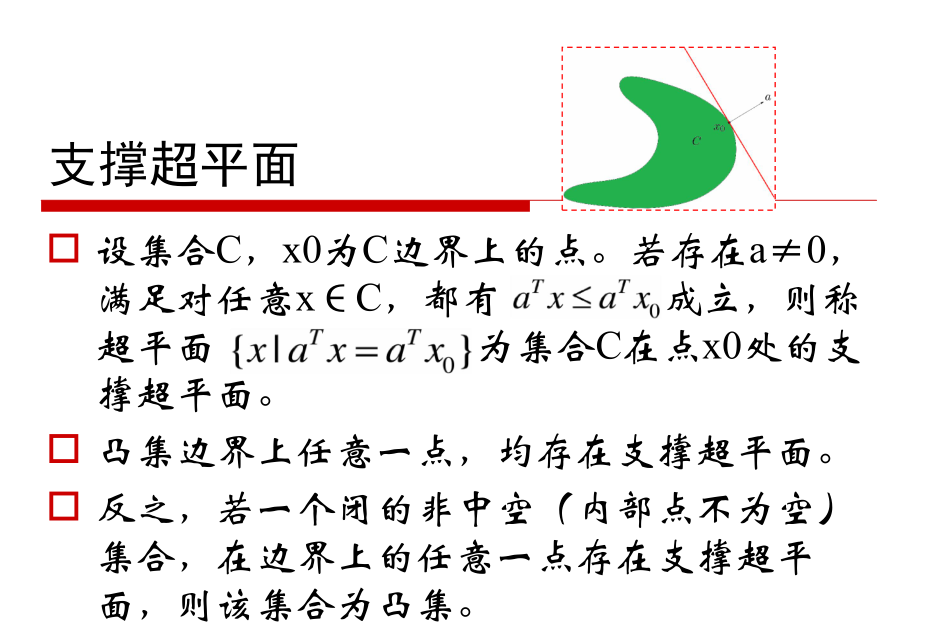 a
x₀
C
支撑超平面
设集合C，x0为C边界上的点。若存在a≠0，
满足对任意x∈C，都有 aᵀx≤aᵀx₀ 成立，则称
超平面 {x|aᵀx=aᵀx₀}为集合C在点x0处的支
撑超平面。
凸集边界上任意一点，均存在支撑超平面。
反之，若一个闭的非中空（内部点不为空）
集合，在边界上的任意一点存在支撑超平
面，则该集合为凸集。